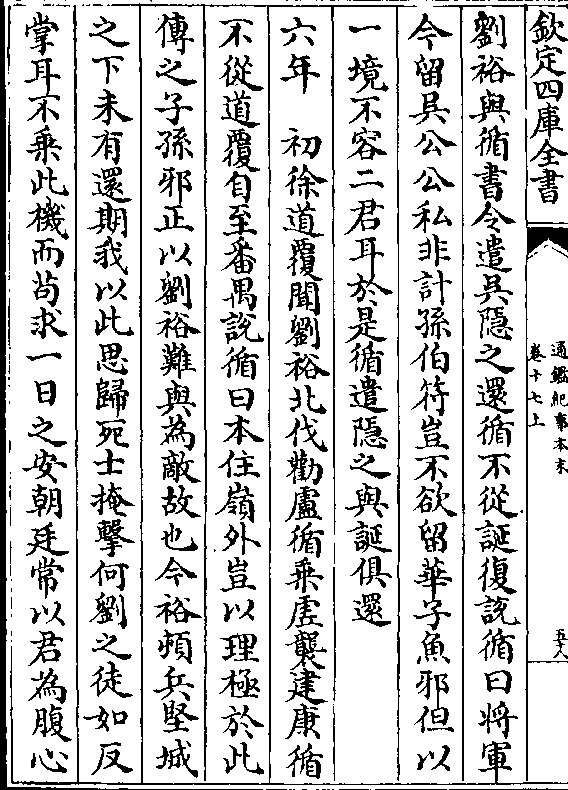 欽定四庫全書
通鑑紀事本末
卷十七上
五十八
劉裕與循書令遣吳隱之還循不從誕復説循曰將軍
今留吳公公私非計孫伯符豈不欲留華子魚邪但以
一境不容二君耳於是循遣隱之與誕俱還
六年　初徐道覆聞劉裕北伐勸盧循乘虚襲建康循
不從道覆自至番禺説循曰本住嶺外豈以理極於此
傳之子孫邪正以劉裕難與為敵故也今裕頓兵堅城
之下未有還期我以此思歸死士掩擊何劉之徒如反
掌耳不乗此機而苟求一日之安朝廷常以君為腹心